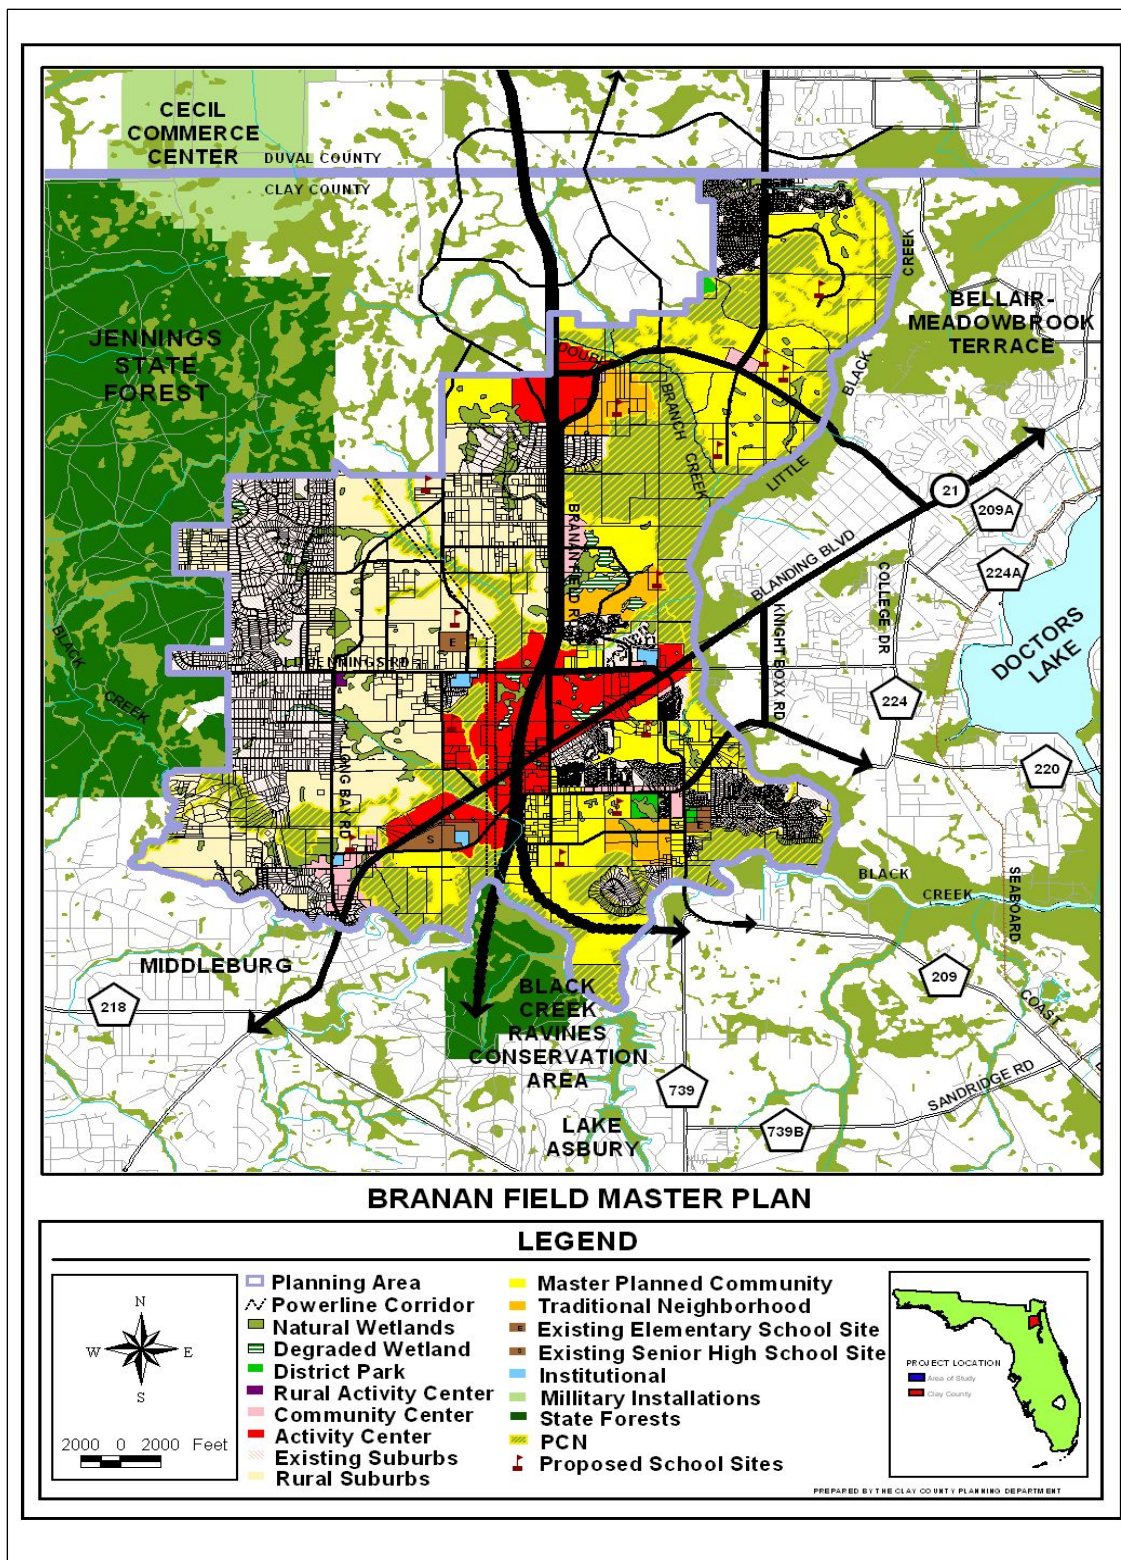 CECIL
COMMERCE
CENTER
DUVAL COUNTY
CLAY COUNTY
JENNINGS
STATE
FOREST
CREEK
BELLAIR-
MEADOWBROOK
TERRACE
BLACK
BRANCH
CREEK
LITTLE
21
209A
BLANDING BLVD
224A
COLLEGE DR
KNIGHT BOXX RD
DOCTORS
LAKE
BLACK
CREEK
E
224
220
S
BLACK
CREEK
SEABOARD
COAST
MIDDLEBURG
218
209
BLACK
CREEK
RAVINES
CONSERVATION
AREA
739
SANDRIDGE RD
LAKE
ASBURY
739B
BRANAN FIELD MASTER PLAN
LEGEND
N
W
E
S
2000 0 2000 Feet
Planning Area
Powerline Corridor
Natural Wetlands
Degraded Wetland
District Park
Rural Activity Center
Community Center
Activity Center
Existing Suburbs
Rural Suburbs
Master Planned Community
Traditional Neighborhood
E Existing Elementary School Site
S Existing Senior High School Site
Institutional
Millitary Installations
State Forests
PCN
Proposed School Sites
PROJECT LOCATION
Area of Study
Clay County
PREPARED BY THE CLAY COUNTY PLANNING DEPARTMENT